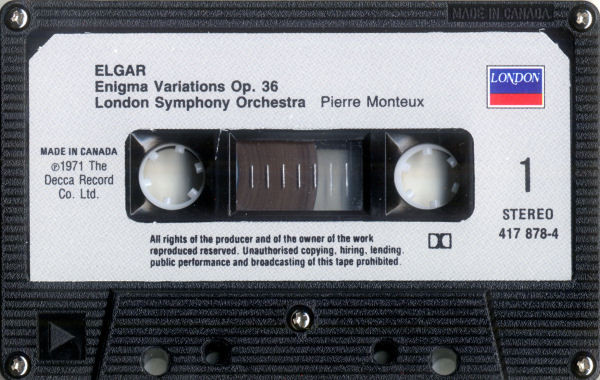 MADE IN CANADA
ELGAR
Enigma Variations Op. 36
London Symphony Orchestra Pierre Monteux
LONDON
MADE IN CANADA
℗1971 The
Decca Record
Co. Ltd.
1
STEREO
417 878-4
All rights of the producer and of the owner of the work
reproduced reserved. Unauthorised copying, hiring, lending,
public performance and broadcasting of this tape prohibited.